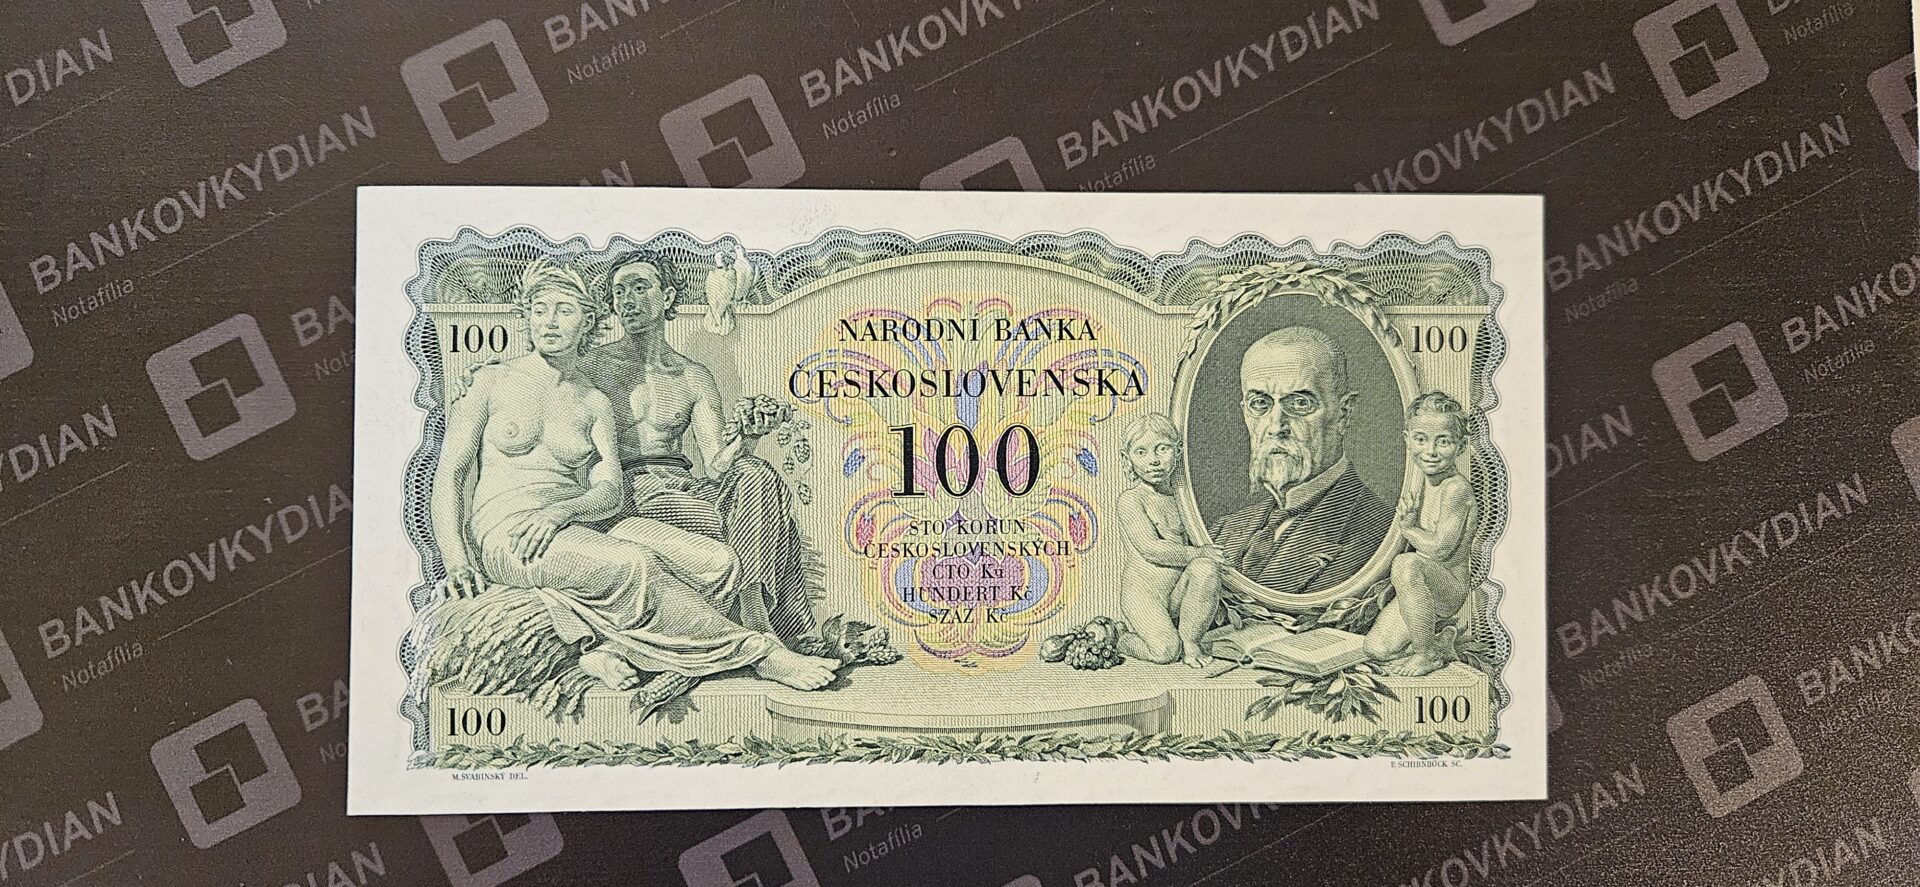 BANKOVKYDIAN
Notafilia
100
100
NÁRODNÍ BANKA
ČESKOSLOVENSKÁ
100
STO KORUN
ČESKOSLOVENSKÝCH
СТО Кч
HUNDERT Kč
SZÁZ Kč
100
100
M. ŠVABINSKÝ DEL.
E. SCHIRNBÖCK SC.